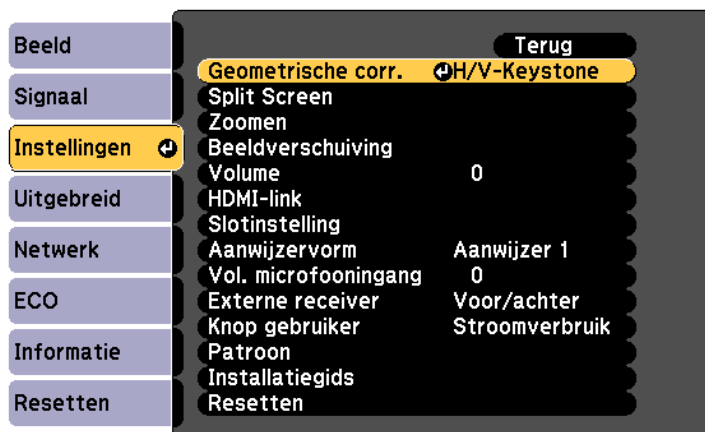 Beeld
Signaal
Instellingen
Uitgebreid
Netwerk
ECO
Informatie
Resetten
Terug
Geometrische corr. H/V-Keystone
Split Screen
Zoomen
Beeldverschuiving
Volume 0
HDMI-link
Slotinstelling
Aanwijzervorm Aanwijzer 1
Vol. microfooningang 0
Externe receiver Voor/achter
Knop gebruiker Stroomverbruik
Patroon
Installatiegids
Resetten